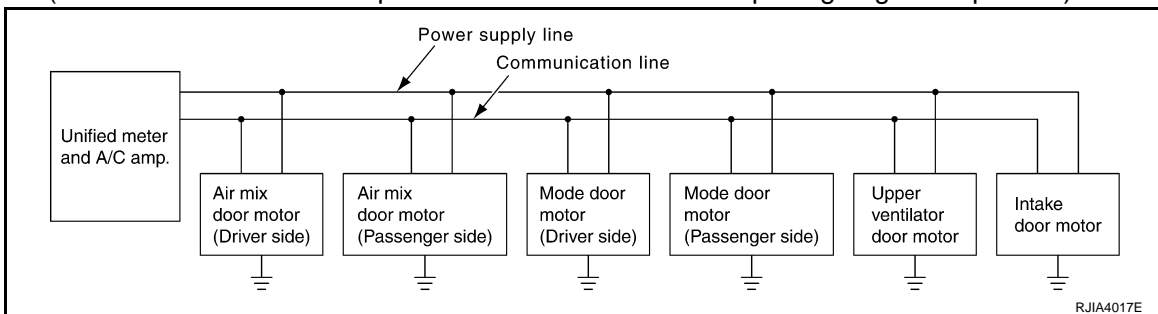 Power supply line
Communication line
Unified meter
and A/C amp.
Air mix
door motor
(Driver side)
Air mix
door motor
(Passenger side)
Mode door
motor
(Driver side)
Mode door
motor
(Passenger side)
Upper
ventilator
door motor
Intake
door motor
RJIA4017E